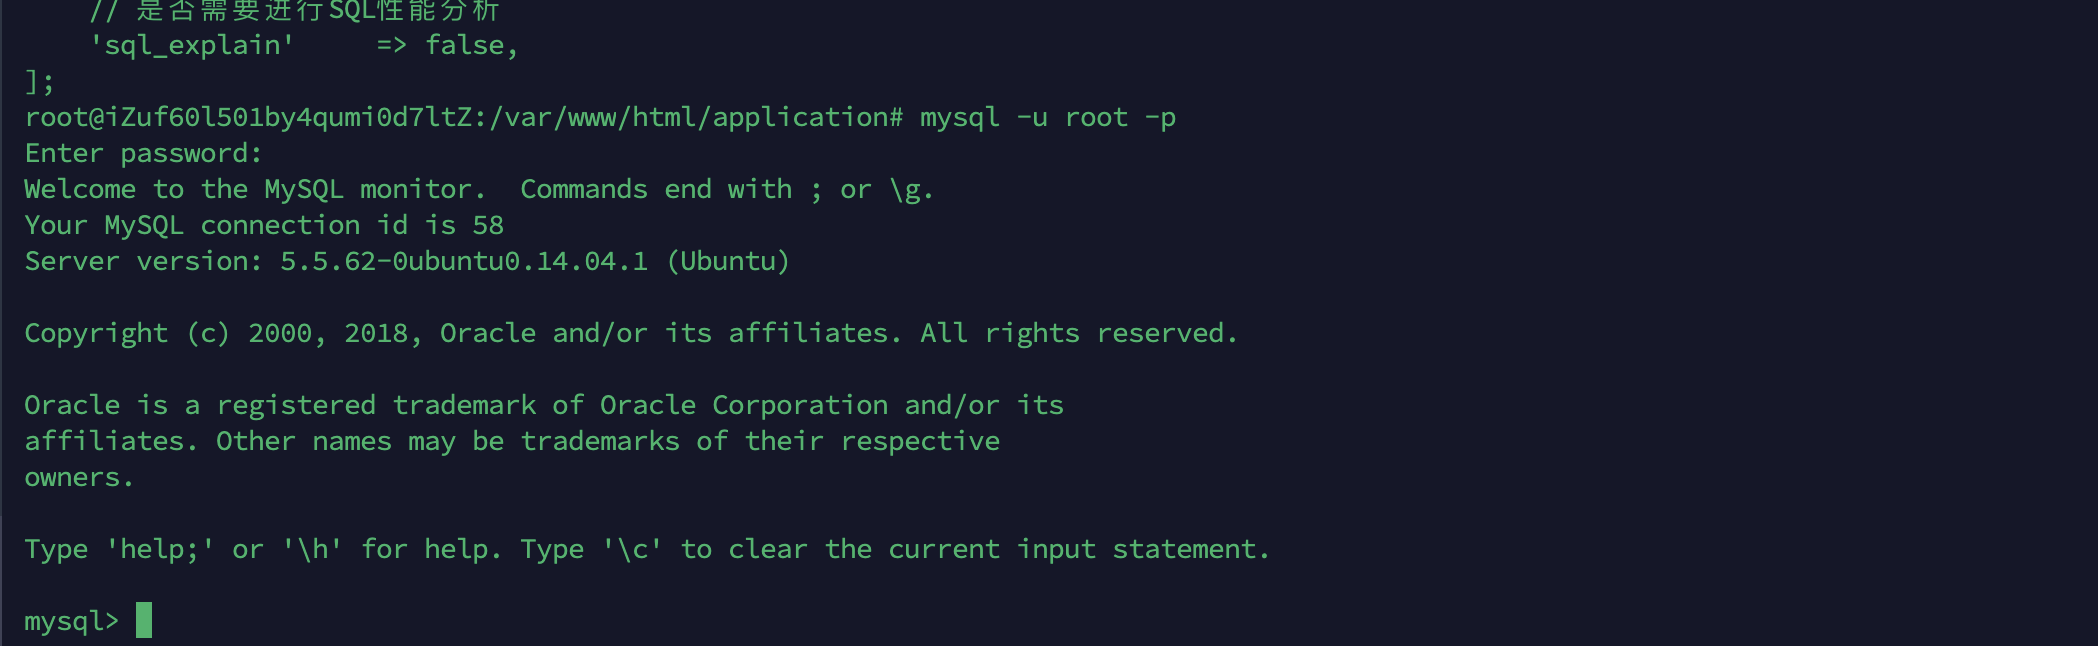 // 是否需要进行SQL性能分析
'sql_explain'     => false,
];
root@iZuf60l501by4qumi0d7ltZ:/var/www/html/application# mysql -u root -p
Enter password:
Welcome to the MySQL monitor.  Commands end with ; or \g.
Your MySQL connection id is 58
Server version: 5.5.62-0ubuntu0.14.04.1 (Ubuntu)
Copyright (c) 2000, 2018, Oracle and/or its affiliates. All rights reserved.
Oracle is a registered trademark of Oracle Corporation and/or its
affiliates. Other names may be trademarks of their respective
owners.
Type 'help;' or '\h' for help. Type '\c' to clear the current input statement.
mysql>